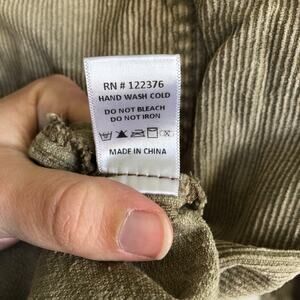 RN # 122376
HAND WASH COLD
DO NOT BLEACH
DO NOT IRON
MADE IN CHINA